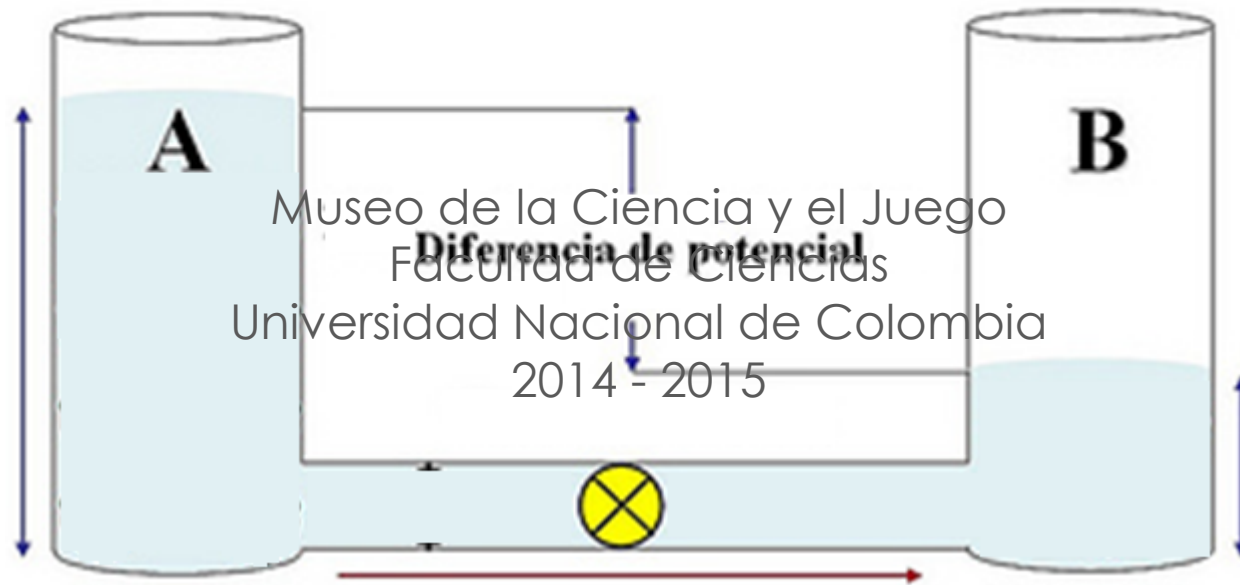 A
B
Museo de la Ciencia y el Juego
Diferencia de potencial
Facultad de Ciencias
Universidad Nacional de Colombia
2014 - 2015